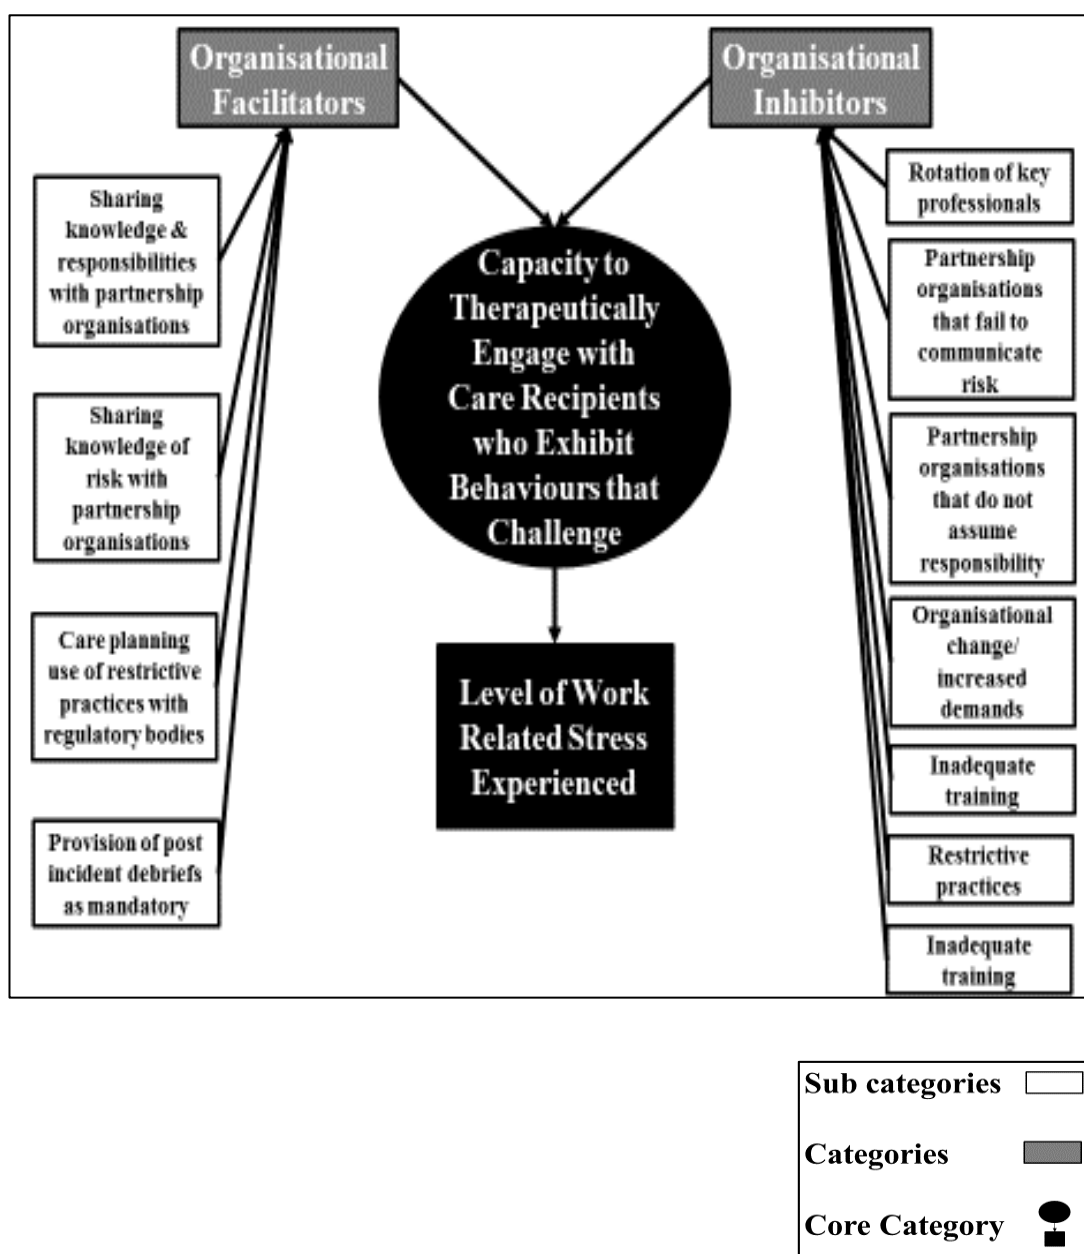 Organisational
Facilitators
Organisational
Inhibitors
Sharing
knowledge &
responsibilities
with partnership
organisations
Sharing
knowledge of
risk with
partnership
organisations
Care planning
use of restrictive
practices with
regulatory bodies
Provision of post
incident debriefs
as mandatory
Capacity to
Therapeutically
Engage with
Care Recipients
who Exhibit
Behaviours that
Challenge
Level of Work
Related Stress
Experienced
Rotation of key
professionals
Partnership
organisations
that fail to
communicate
risk
Partnership
organisations
that do not
assume
responsibility
Organisational
change/
increased
demands
Inadequate
training
Restrictive
practices
Inadequate
training
Sub categories
Categories
Core Category